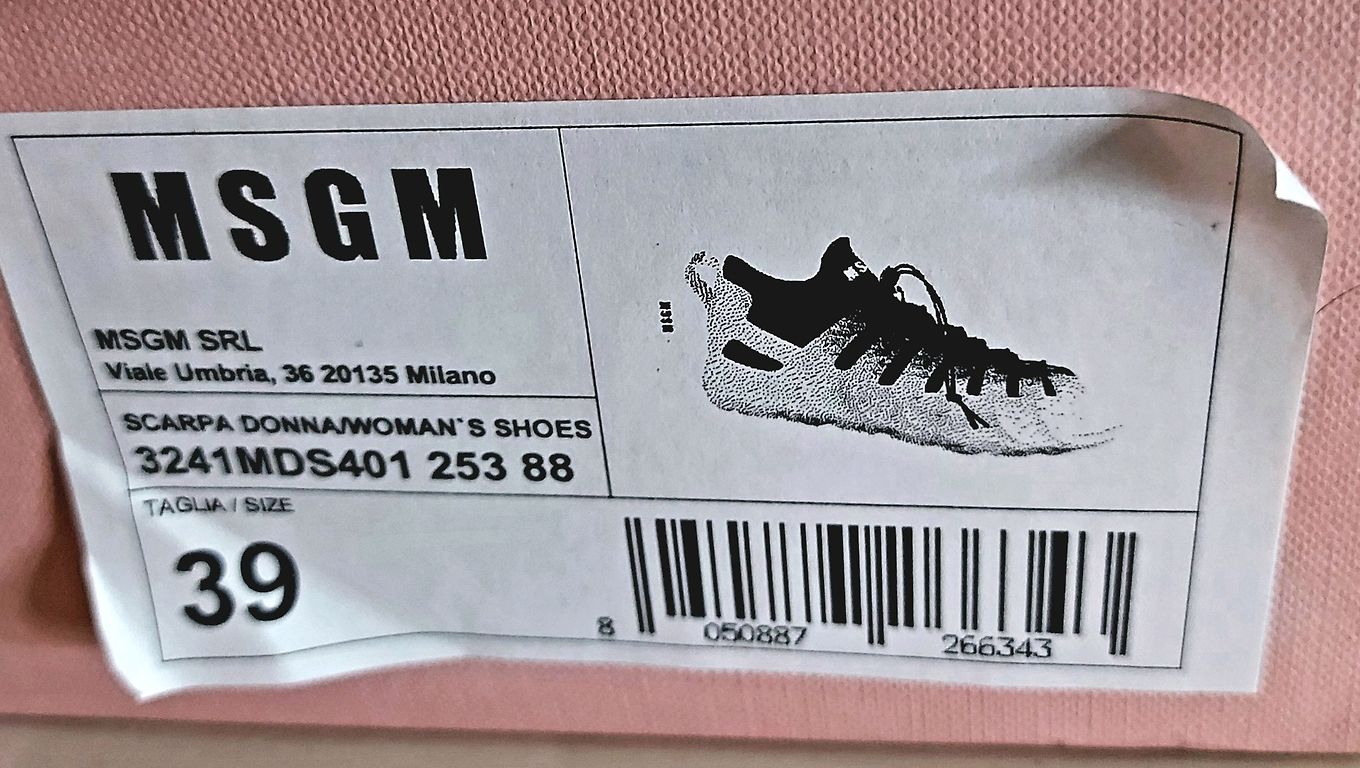 MSGM
MSGM SRL
Viale Umbria, 36 20135 Milano
SCARPA DONNA/WOMAN`S SHOES
3241MDS401 253 88
TAGLIA / SIZE
39
MSGM
8 050887 266343